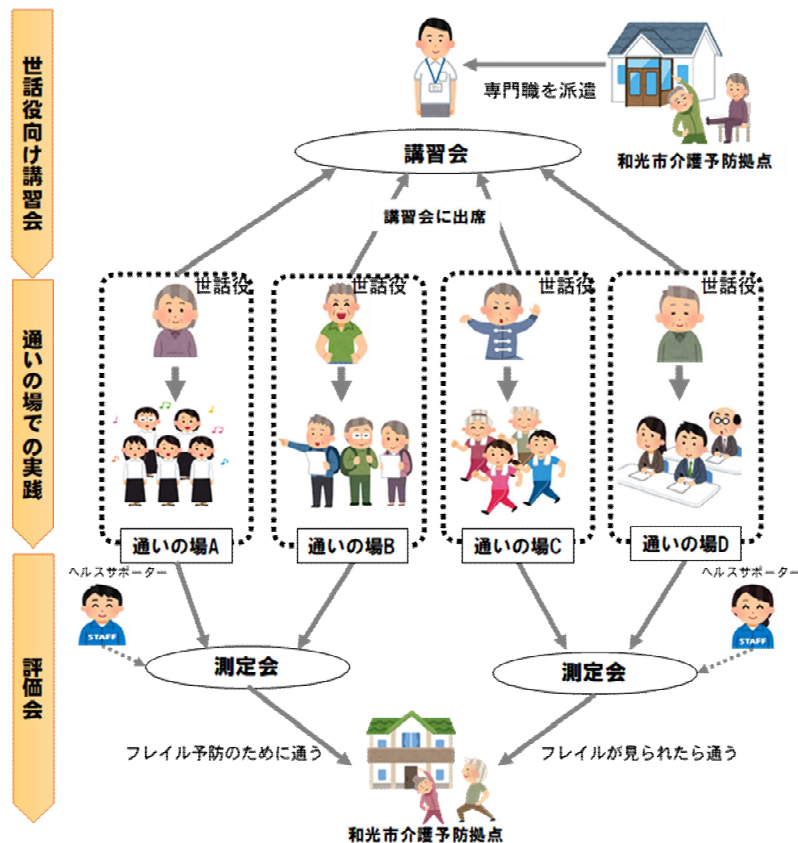 世話役向け講習会
専門職を派遣
和光市介護予防拠点
講習会
講習会に出席
世話役
世話役
世話役
世話役
通いの場での実践
通いの場A
通いの場B
通いの場C
通いの場D
ヘルスサポーター
ヘルスサポーター
STAFF
STAFF
測定会
測定会
評価会
フレイル予防のために通う
フレイルが見られたら通う
和光市介護予防拠点